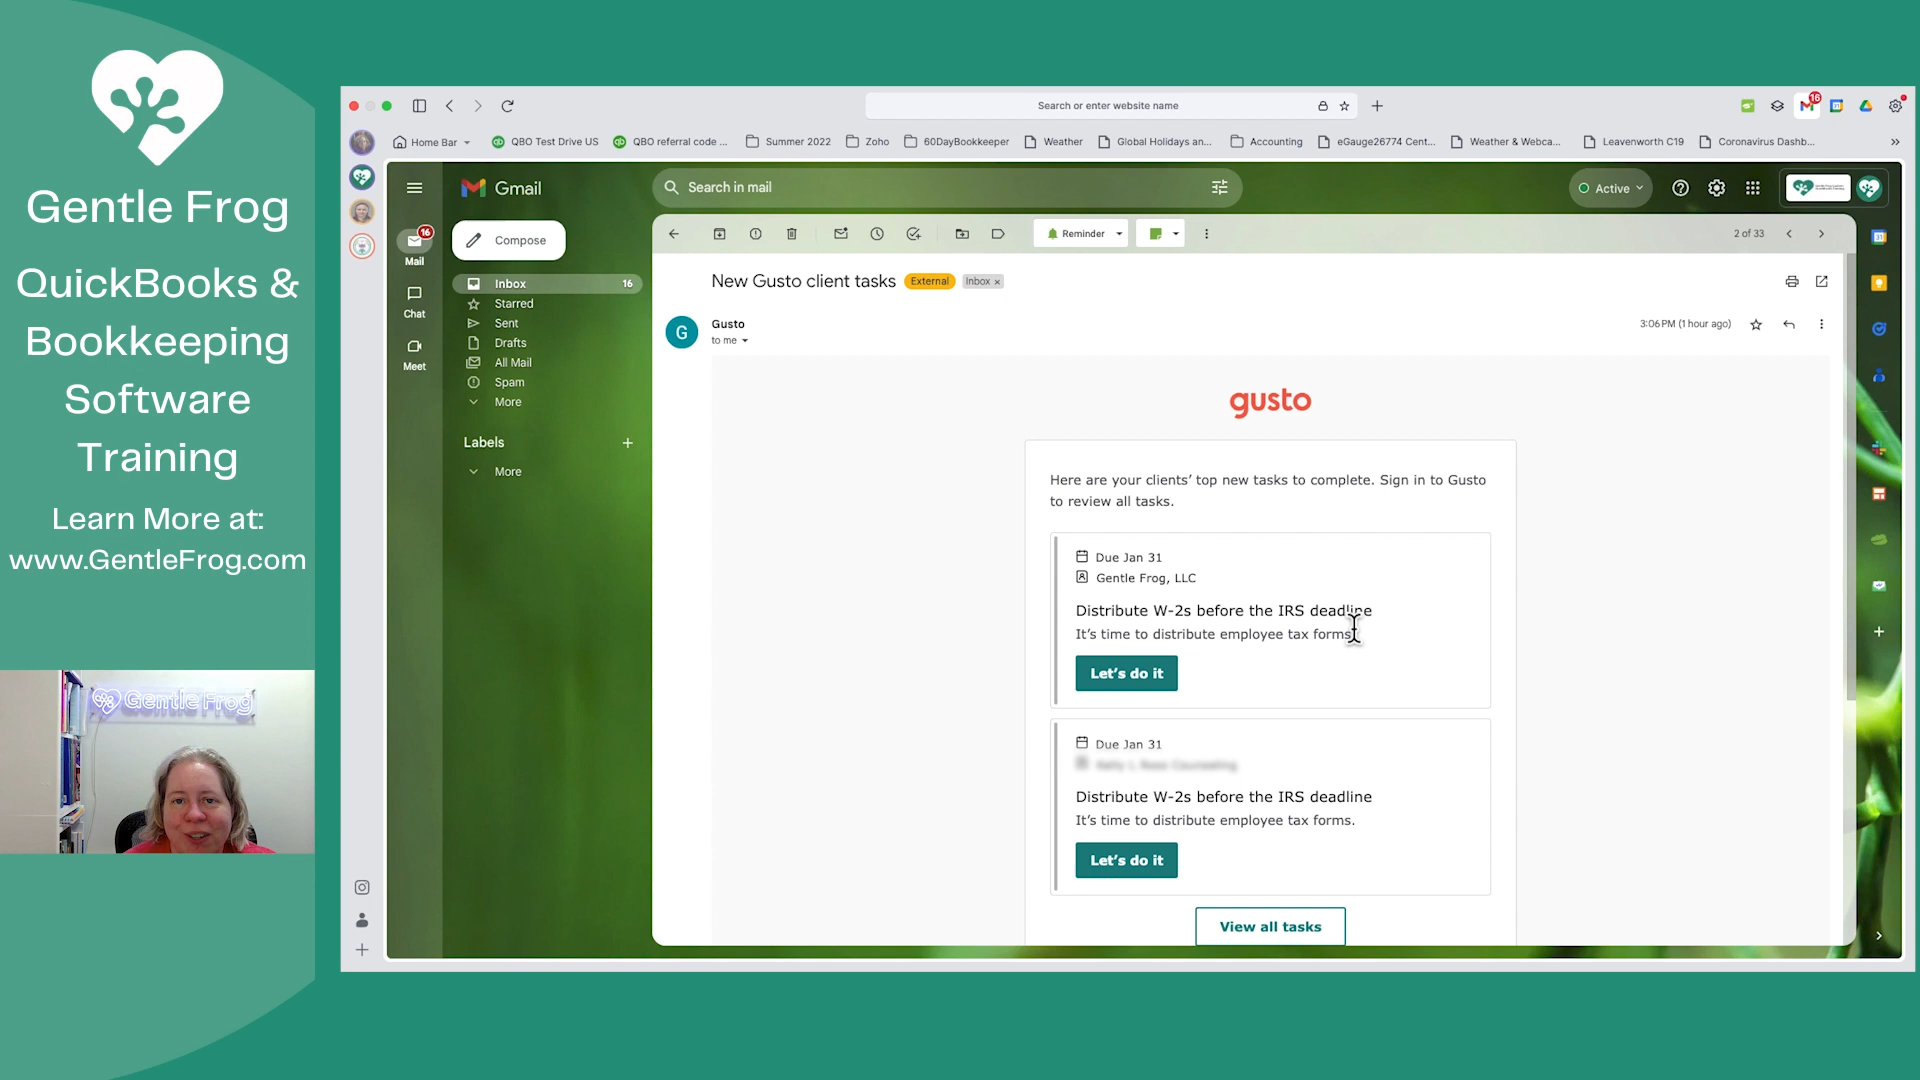 Gentle Frog
QuickBooks &
Bookkeeping
Software
Training
Learn More at:
www.GentleFrog.com
Gentle Frog
Search or enter website name
16
Home Bar
QBO Test Drive US
QBO referral code ...
Summer 2022
Zoho
60DayBookkeeper
Weather
Global Holidays an...
Accounting
eGauge26774 Cent...
Weather & Webca...
Leavenworth C19
Coronavirus Dashb...
Gmail
Search in mail
Active
16
Mail
Chat
Meet
Compose
Inbox 16
Starred
Sent
Drafts
All Mail
Spam
More
Labels
More
Reminder
2 of 33
New Gusto client tasks External Inbox x
G
Gusto
to me
3:06 PM (1 hour ago)
gusto
Here are your clients’ top new tasks to complete. Sign in to Gusto
to review all tasks.
Due Jan 31
Gentle Frog, LLC
Distribute W-2s before the IRS deadline
It’s time to distribute employee tax forms.
Let’s do it
Due Jan 31
Distribute W-2s before the IRS deadline
It’s time to distribute employee tax forms.
Let’s do it
View all tasks